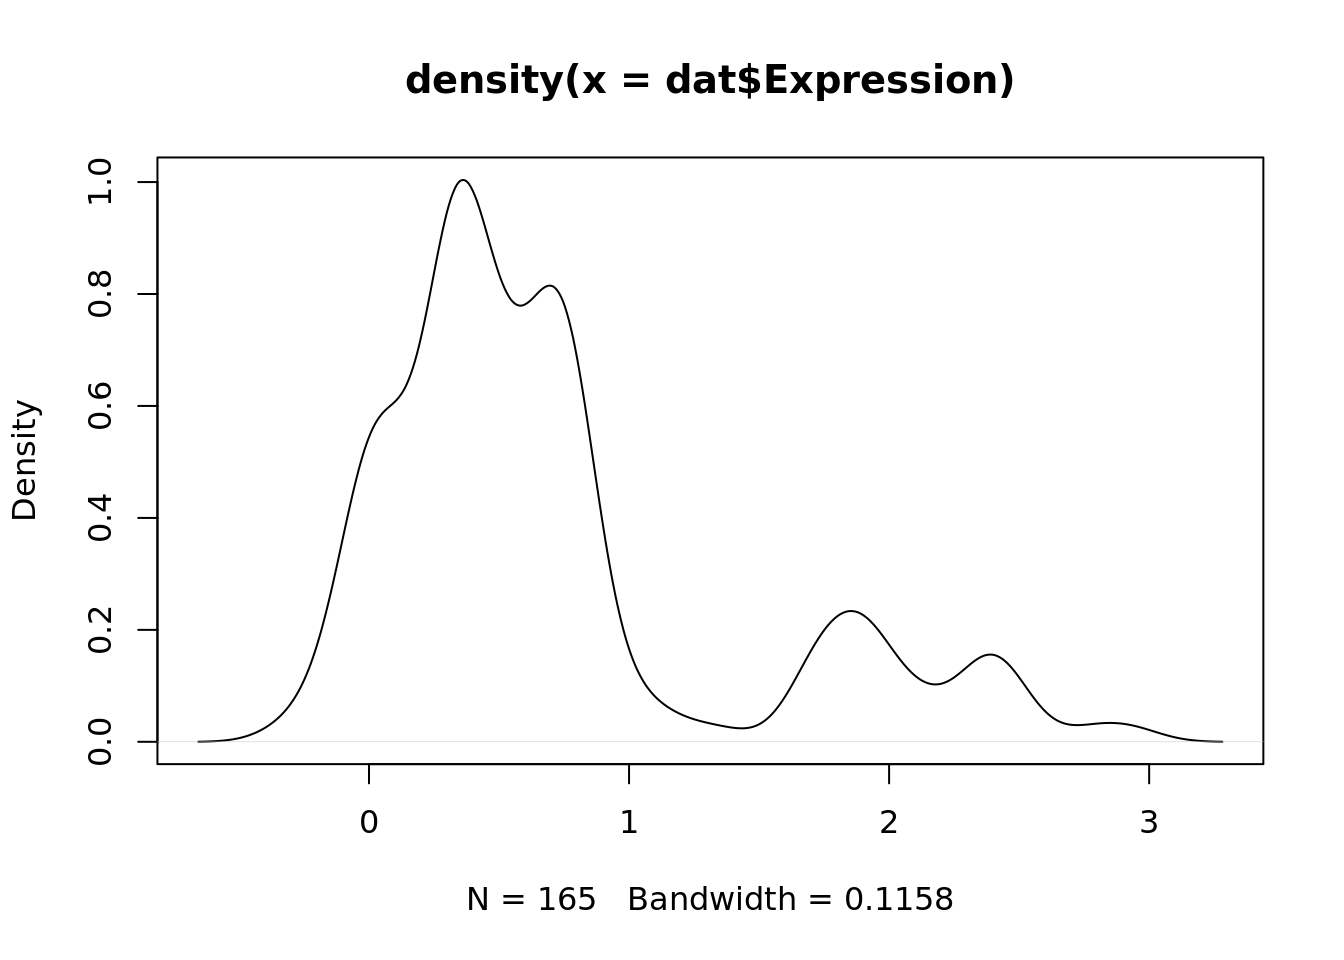 density(x = dat$Expression)
Density
1.0
0.8
0.6
0.4
0.2
0.0
0 1 2 3
N = 165 Bandwidth = 0.1158